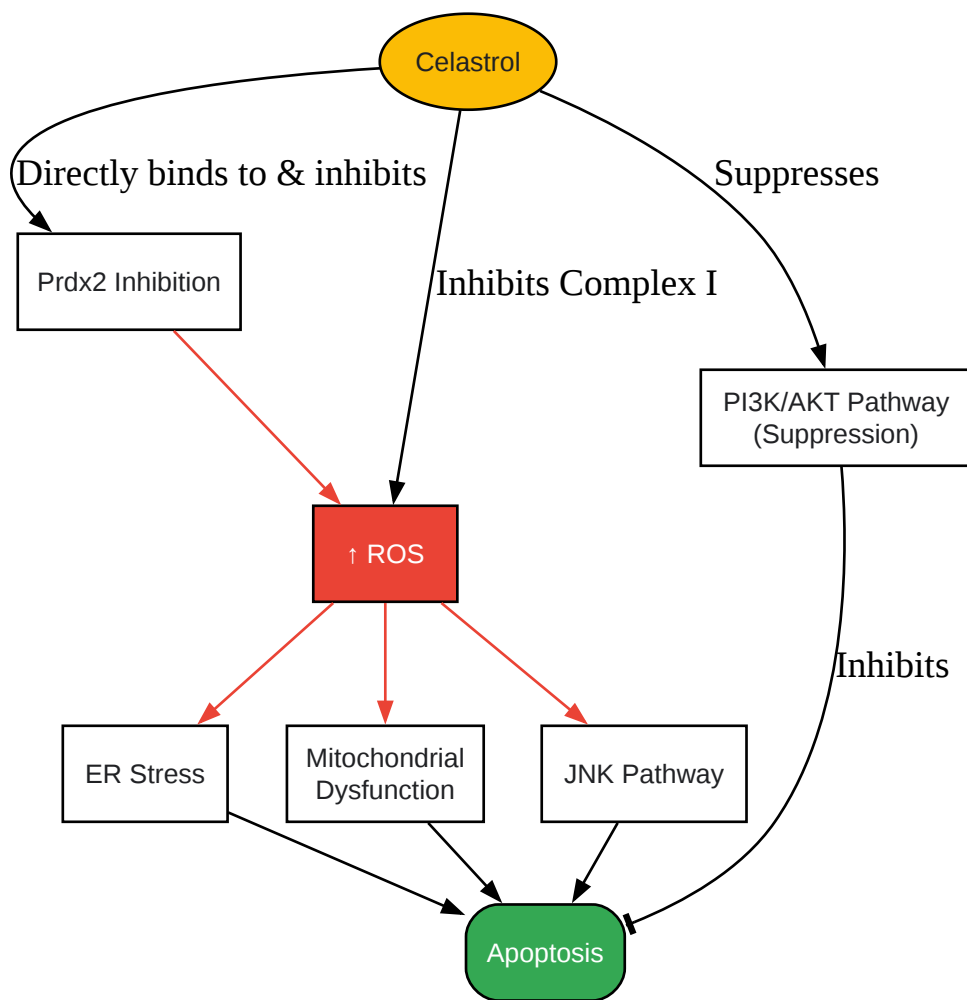 Celastrol
Directly binds to & inhibits
Suppresses
Prdx2 Inhibition
Inhibits Complex I
PI3K/AKT Pathway
(Suppression)
↑ ROS
Inhibits
ER Stress
Mitochondrial
Dysfunction
JNK Pathway
Apoptosis